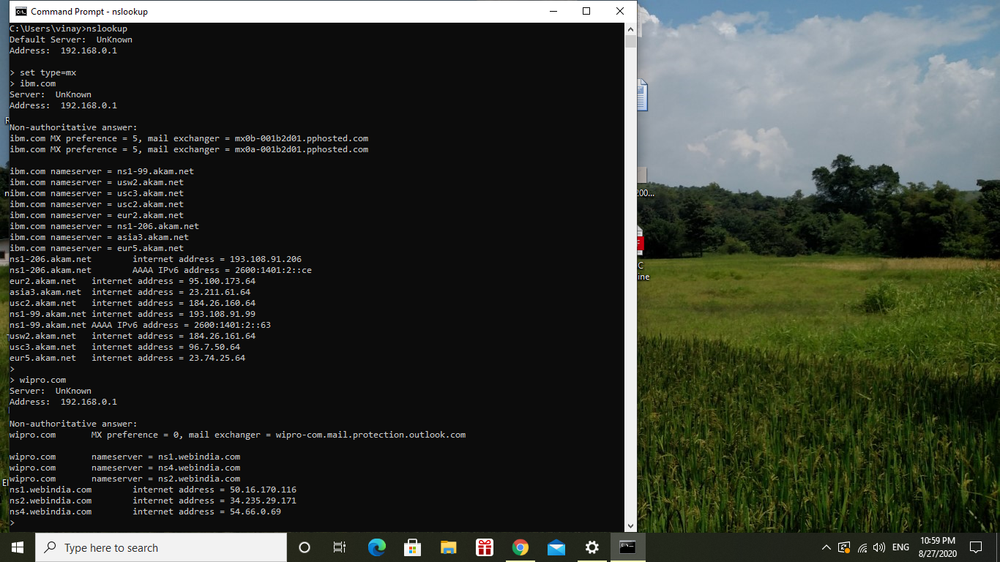 Command Prompt - nslookup
C:\Users\vinay>nslookup
Default Server:  UnKnown
Address:  192.168.0.1
> set type=mx
> ibm.com
Server:  UnKnown
Address:  192.168.0.1
Non-authoritative answer:
ibm.com MX preference = 5, mail exchanger = mx0b-001b2d01.pphosted.com
ibm.com MX preference = 5, mail exchanger = mx0a-001b2d01.pphosted.com
ibm.com nameserver = ns1-99.akam.net
ibm.com nameserver = usw2.akam.net
ibm.com nameserver = usc3.akam.net
ibm.com nameserver = usc2.akam.net
ibm.com nameserver = eur2.akam.net
ibm.com nameserver = ns1-206.akam.net
ibm.com nameserver = asia3.akam.net
ibm.com nameserver = eur5.akam.net
ns1-206.akam.net        internet address = 193.108.91.206
ns1-206.akam.net        AAAA IPv6 address = 2600:1401:2::ce
eur2.akam.net   internet address = 95.100.173.64
asia3.akam.net  internet address = 23.211.61.64
usc2.akam.net   internet address = 184.26.160.64
ns1-99.akam.net internet address = 193.108.91.99
ns1-99.akam.net AAAA IPv6 address = 2600:1401:2::63
usw2.akam.net   internet address = 184.26.161.64
usc3.akam.net   internet address = 96.7.50.64
eur5.akam.net   internet address = 23.74.25.64
>
> wipro.com
Server:  UnKnown
Address:  192.168.0.1
Non-authoritative answer:
wipro.com       MX preference = 0, mail exchanger = wipro-com.mail.protection.outlook.com
wipro.com       nameserver = ns1.webindia.com
wipro.com       nameserver = ns4.webindia.com
wipro.com       nameserver = ns2.webindia.com
ns1.webindia.com        internet address = 50.16.170.116
ns2.webindia.com        internet address = 34.235.29.171
ns4.webindia.com        internet address = 54.66.0.69
>
200...
C
ine
Type here to search
ENG
10:59 PM
8/27/2020